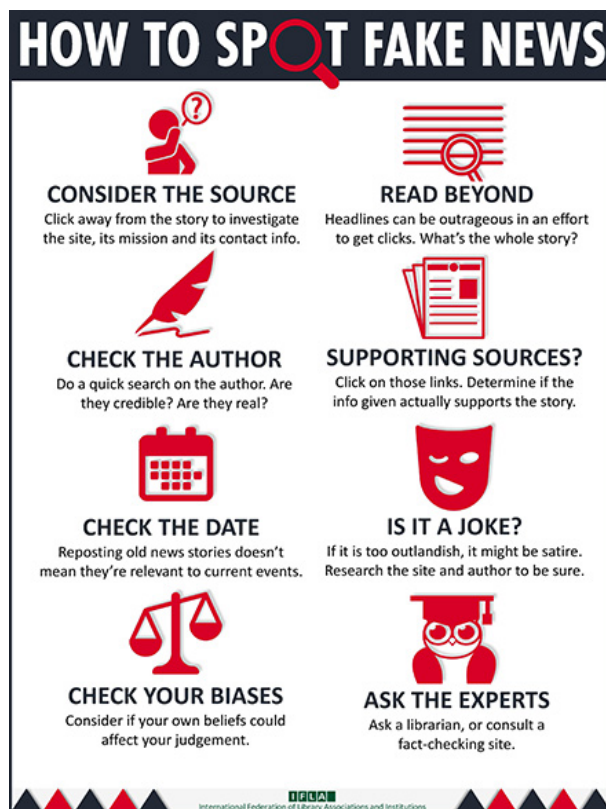 HOW TO SPOT FAKE NEWS
?
CONSIDER THE SOURCE
Click away from the story to investigate
the site, its mission and its contact info.
READ BEYOND
Headlines can be outrageous in an effort
to get clicks. What's the whole story?
CHECK THE AUTHOR
Do a quick search on the author. Are
they credible? Are they real?
SUPPORTING SOURCES?
Click on those links. Determine if the
info given actually supports the story.
CHECK THE DATE
Reposting old news stories doesn't
mean they're relevant to current events.
IS IT A JOKE?
If it is too outlandish, it might be satire.
Research the site and author to be sure.
CHECK YOUR BIASES
Consider if your own beliefs could
affect your judgement.
ASK THE EXPERTS
Ask a librarian, or consult a
fact-checking site.
IFLA
International Federation of Library Associations and Institutions